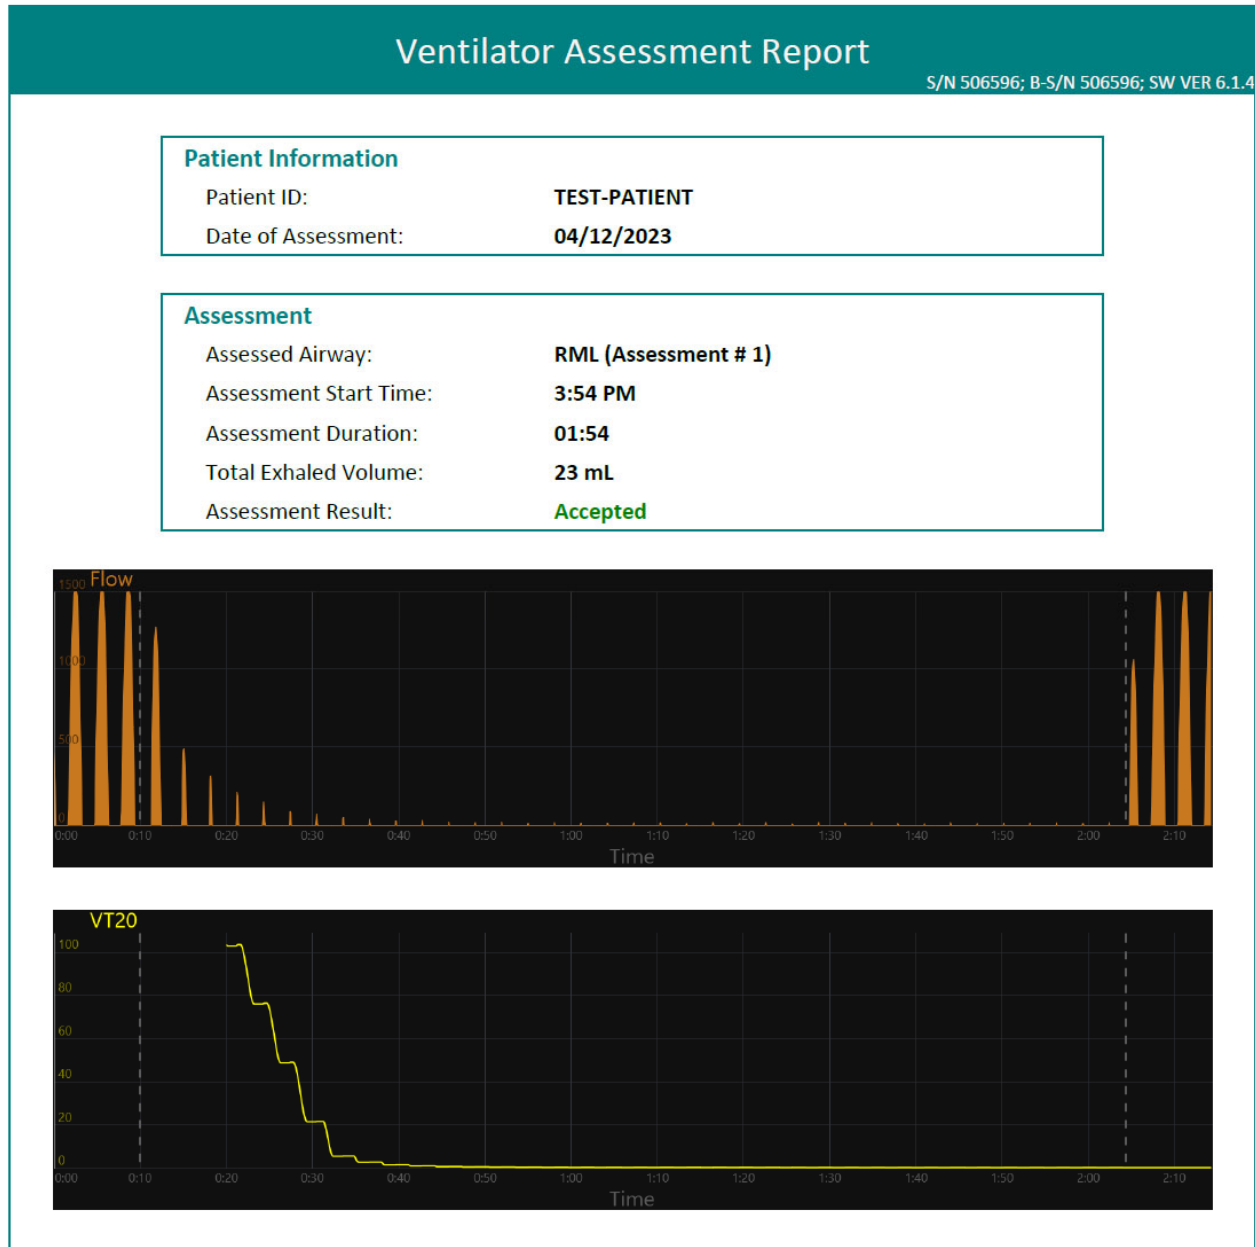 Ventilator Assessment Report
S/N 506596; B-S/N 506596; SW VER 6.1.4
Patient Information
Patient ID: TEST-PATIENT
Date of Assessment: 04/12/2023
Assessment
Assessed Airway: RML (Assessment # 1)
Assessment Start Time: 3:54 PM
Assessment Duration: 01:54
Total Exhaled Volume: 23 mL
Assessment Result: Accepted
1500 Flow
1000
500
0
0:00 0:10 0:20 0:30 0:40 0:50 1:00 1:10 1:20 1:30 1:40 1:50 2:00 2:10
Time
VT20
100
80
60
40
20
0
0:00 0:10 0:20 0:30 0:40 0:50 1:00 1:10 1:20 1:30 1:40 1:50 2:00 2:10
Time